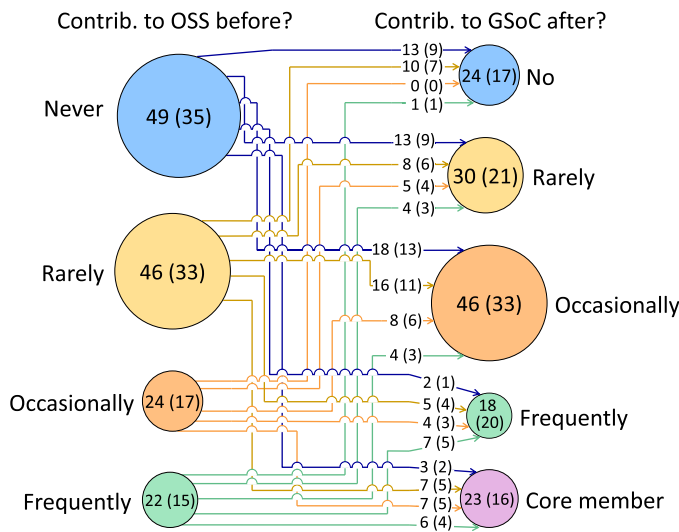 Contrib. to OSS before? Contrib. to GSoC after?
13 (9)
10 (7)
0 (0)
1 (1)
24 (17) No
Never
49 (35)
13 (9)
8 (6)
5 (4)
4 (3)
30 (21) Rarely
Rarely
46 (33)
18 (13)
16 (11)
8 (6)
4 (3)
46 (33) Occasionally
Occasionally
24 (17)
2 (1)
5 (4)
4 (3)
7 (5)
18
(20)
Frequently
Frequently
22 (15)
3 (2)
7 (5)
7 (5)
6 (4)
23 (16) Core member